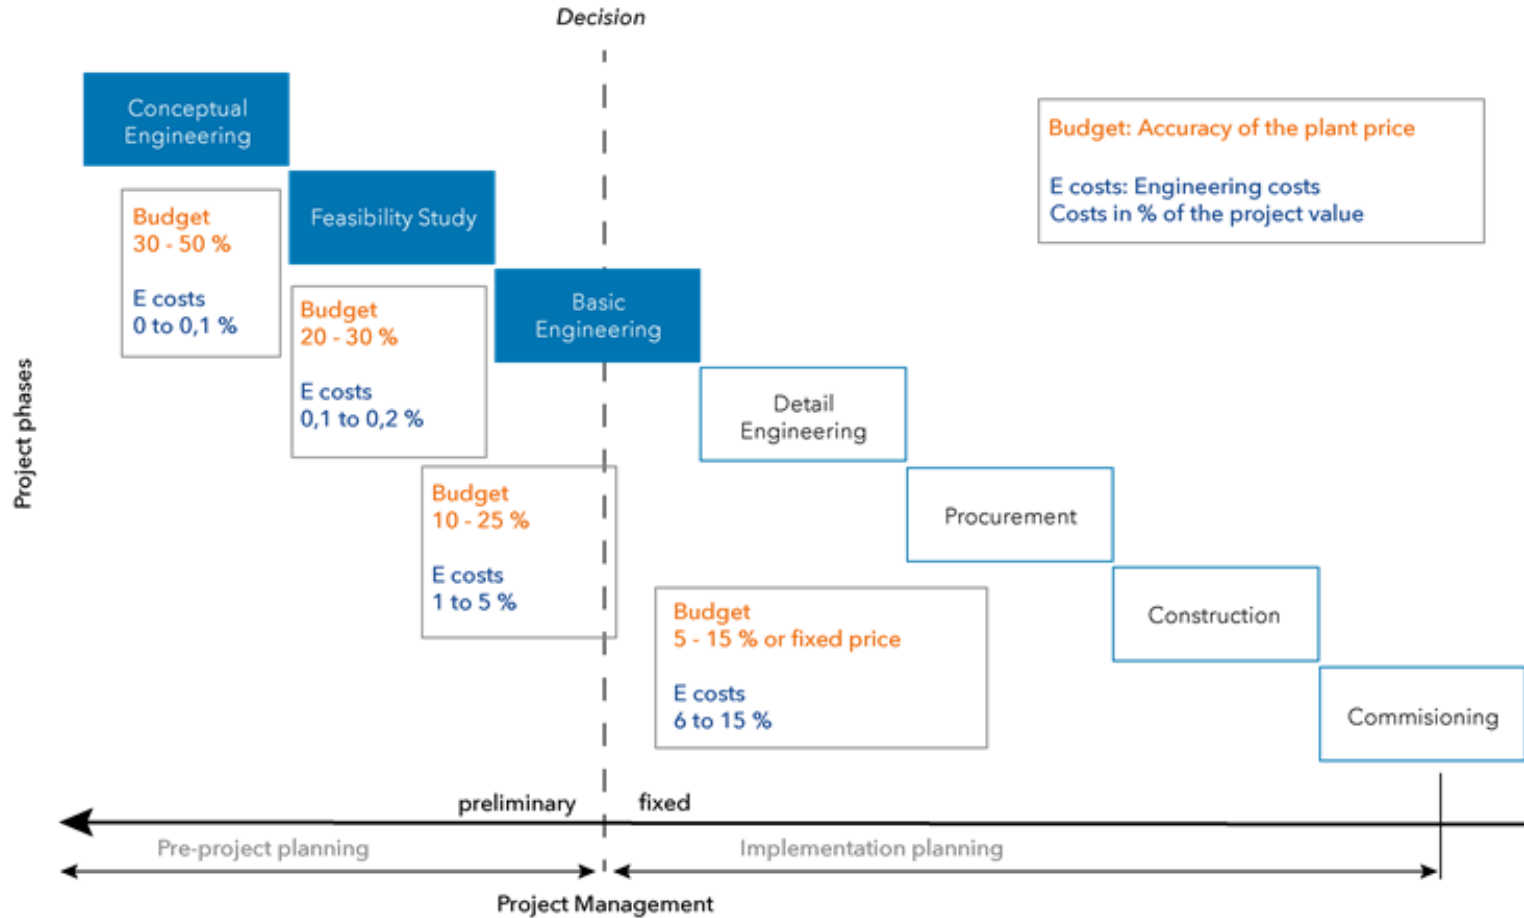 Decision
Conceptual
Engineering
Budget: Accuracy of the plant price
E costs: Engineering costs
Costs in % of the project value
Feasibility Study
Budget
30 - 50 %
E costs
0 to 0,1 %
Basic
Engineering
Budget
20 - 30 %
E costs
0,1 to 0,2 %
Project phases
Detail
Engineering
Budget
10 - 25 %
E costs
1 to 5 %
Procurement
Budget
5 - 15 % or fixed price
E costs
6 to 15 %
Construction
Commisioning
preliminary
fixed
Pre-project planning
Implementation planning
Project Management